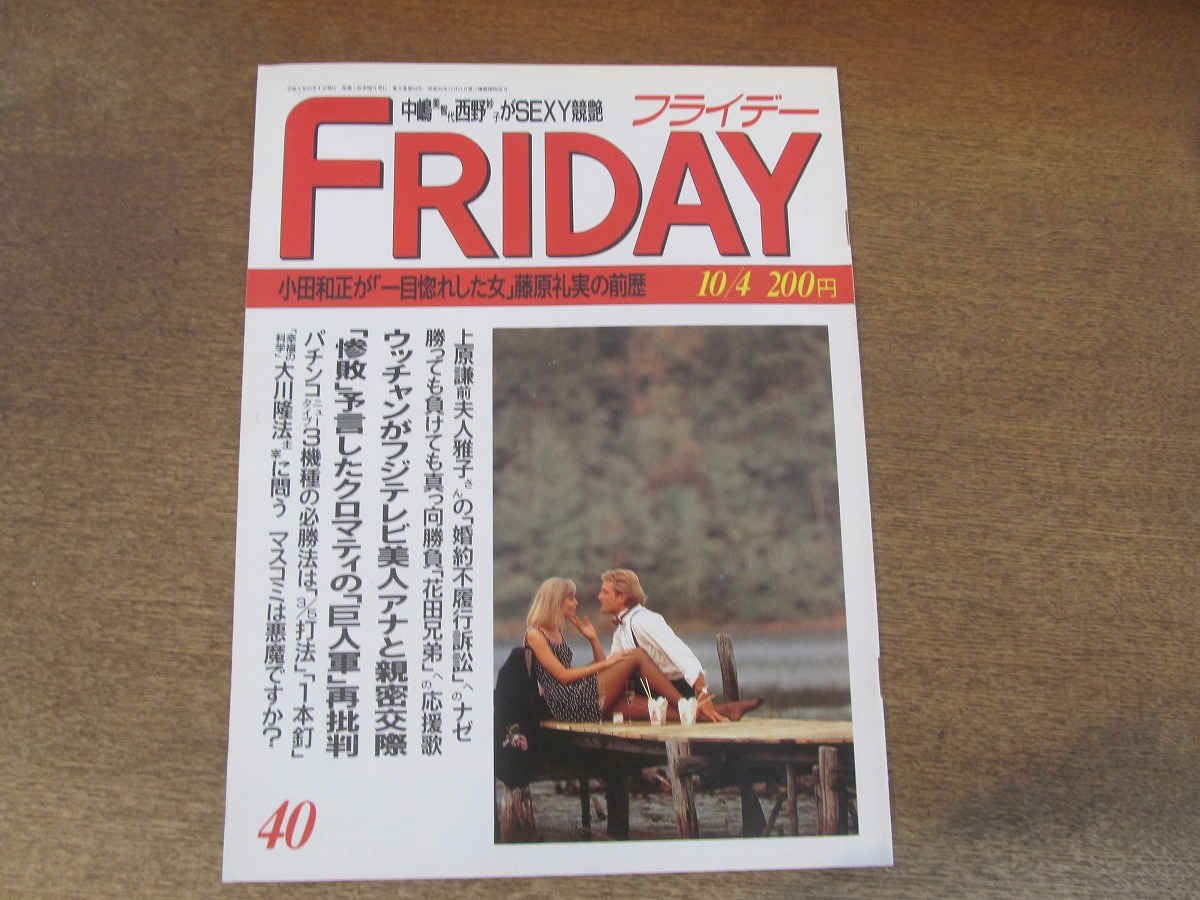 中嶋美智代西野妙子がSEXY競艶
フライデー
FRIDAY
小田和正が「一目惚れした女」藤原礼実の前歴
10/4 200円
上原謙前夫人雅子さんの「婚約不履行訴訟」へのナゼ
勝っても負けても真っ向勝負「花田兄弟」への応援歌
ウッチャンがフジテレビ美人アナと親密交際
「惨敗」予言したクロマティの「巨人軍」再批判
パチンコニュータイプ3機種の必勝法は「3/5打法」「1本釘」
「幸福の科学」大川隆法主宰に問う マスコミは悪魔ですか?
40